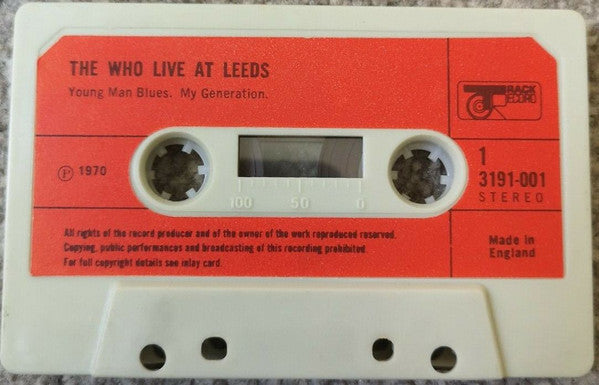 THE WHO LIVE AT LEEDS
Young Man Blues. My Generation.
TRACK
RECORD
Ⓟ 1970
1
3191-001
STEREO
100 50 0
All rights of the record producer and of the owner of the work reproduced reserved.
Copying, public performances and broadcasting of this recording prohibited.
For full copyright details see inlay card.
Made in
England